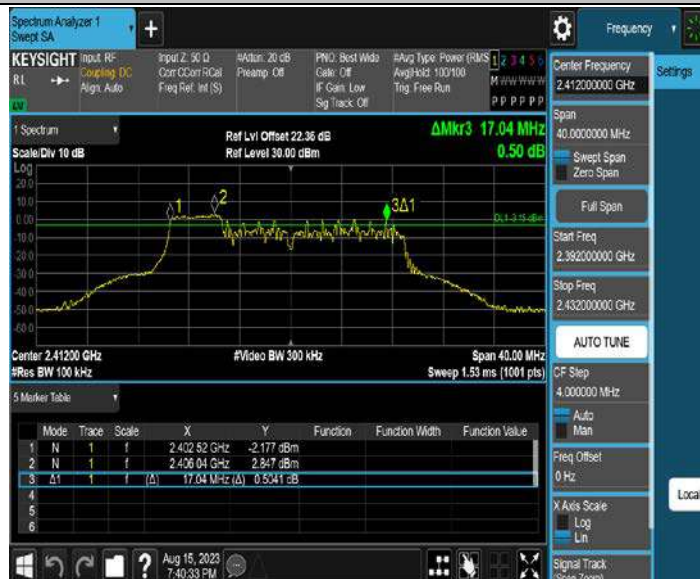 Spectrum Analyzer 1
Swept SA
+
Frequency
KEYSIGHT
RL
Input: RF
Coupling: DC
Align: Auto
Input Z: 50 Ω
Corr CCorr RCal
Freq Ref: Int (S)
#Atten: 20 dB
Preamp: Off
PNO: Best Wide
Gate: Off
IF Gain: Low
Sig Track: Off
#Avg Type: Power (RMS
Avg|Hold: 100/100
Trig: Free Run
1 2 3 4 5 6
M W W W W W
P P P P P P
1 Spectrum
Scale/Div 10 dB
Log
Ref Lvl Offset 22.36 dB
Ref Level 30.00 dBm
ΔMkr3 17.04 MHz
0.50 dB
20.0
10.0
0.00
-10.0
-20.0
-30.0
-40.0
-50.0
-60.0
1
2
3Δ1
DL1 -3.15 dBm
Center 2.41200 GHz
#Res BW 100 kHz
#Video BW 300 kHz
Span 40.00 MHz
Sweep 1.53 ms (1001 pts)
5 Marker Table
Mode Trace Scale X Y Function Function Width Function Value
1 N 1 f 2.402 52 GHz -2.177 dBm
2 N 1 f 2.406 04 GHz 2.847 dBm
3 Δ1 1 f (Δ) 17.04 MHz (Δ) 0.5041 dB
4
5
6
Aug 15, 2023
7:40:33 PM
Center Frequency
2.412000000 GHz
Settings
Span
40.0000000 MHz
Swept Span
Zero Span
Full Span
Start Freq
2.392000000 GHz
Stop Freq
2.432000000 GHz
AUTO TUNE
CF Step
4.000000 MHz
Auto
Man
Freq Offset
0 Hz
X Axis Scale
Log
Lin
Local
Signal Track
(Span Zoom)